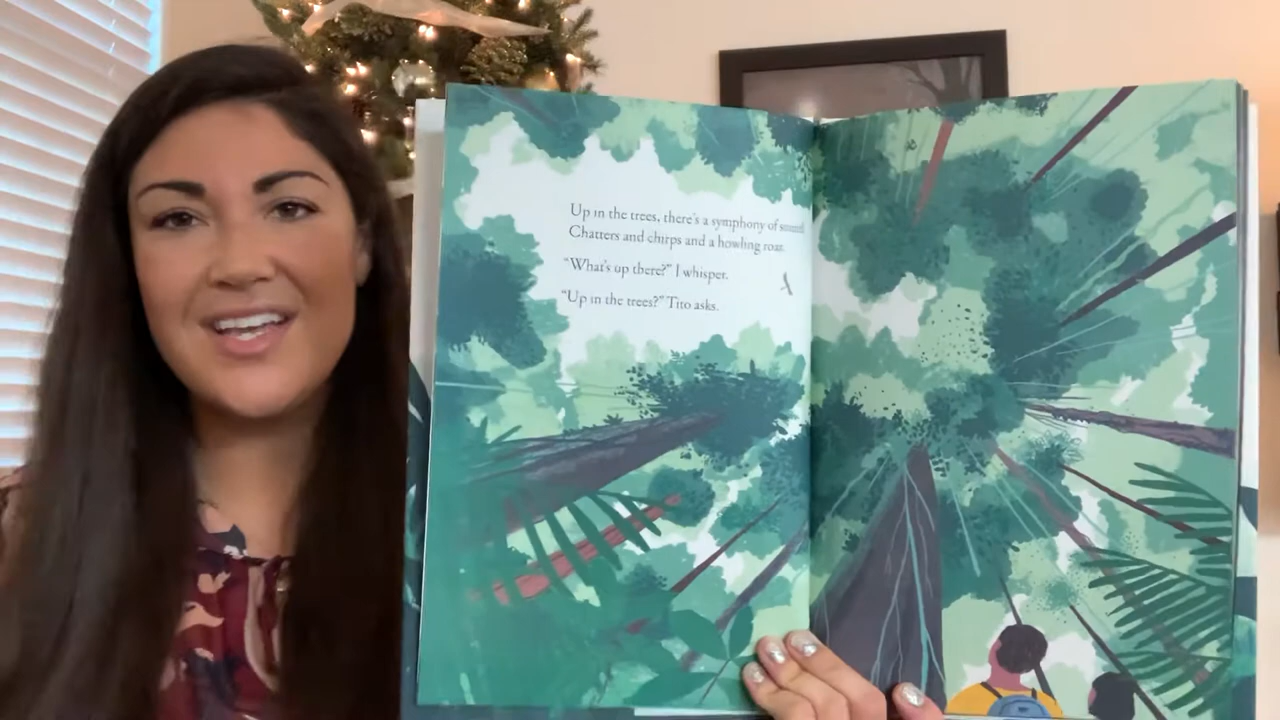 Up in the trees, there's a symphony of sound.
Chatters and chirps and a howling roar.
"What's up there?" I whisper.
"Up in the trees?" Tito asks.